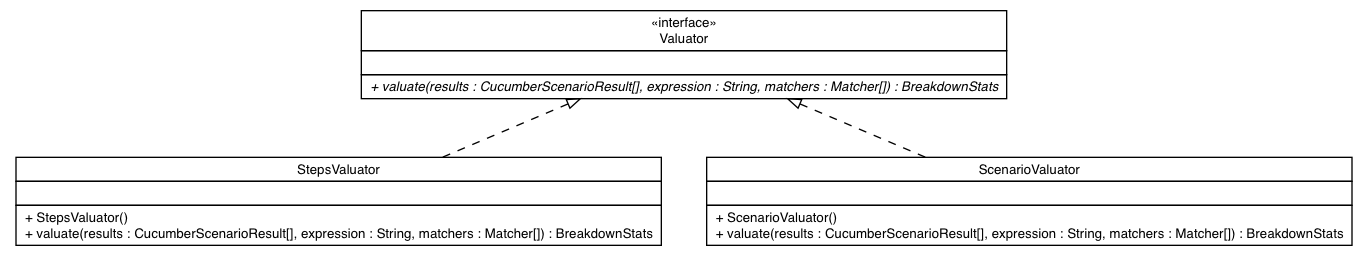 «interface»
Valuator
+ valuate(results : CucumberScenarioResult[], expression : String, matchers : Matcher[]) : BreakdownStats
StepsValuator
+ StepsValuator()
+ valuate(results : CucumberScenarioResult[], expression : String, matchers : Matcher[]) : BreakdownStats
ScenarioValuator
+ ScenarioValuator()
+ valuate(results : CucumberScenarioResult[], expression : String, matchers : Matcher[]) : BreakdownStats